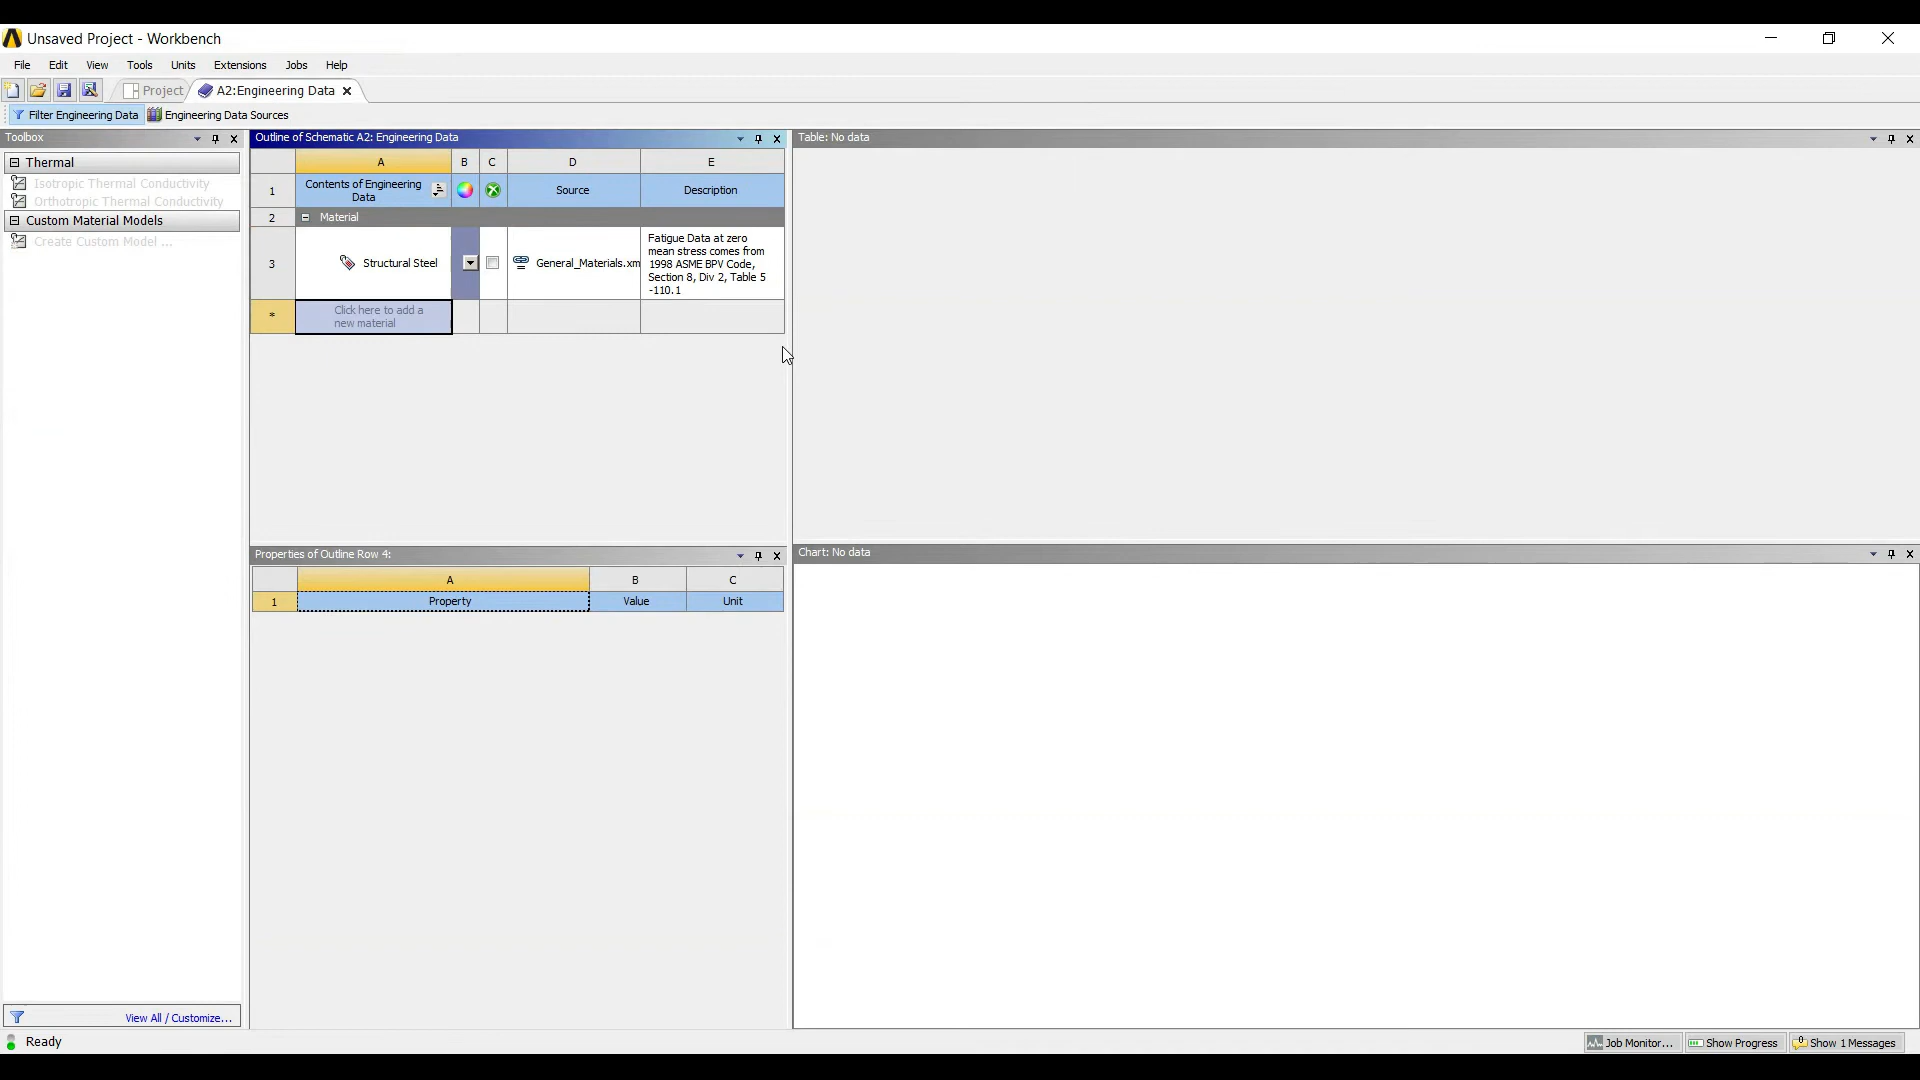 Unsaved Project - Workbench
File Edit View Tools Units Extensions Jobs Help
Project A2:Engineering Data
Filter Engineering Data Engineering Data Sources
Toolbox
Thermal
Isotropic Thermal Conductivity
Orthotropic Thermal Conductivity
Custom Material Models
Create Custom Model ...
View All / Customize...
Outline of Schematic A2: Engineering Data
A B C D E
1 Contents of Engineering Source Description
Data
2 Material
3 Structural Steel General_Materials.xm
Fatigue Data at zero
mean stress comes from
1998 ASME BPV Code,
Section 8, Div 2, Table 5
-110.1
* Click here to add a
new material
Properties of Outline Row 4:
A B C
1 Property Value Unit
Table: No data
Chart: No data
Ready
Job Monitor... Show Progress 0 Show 1 Messages